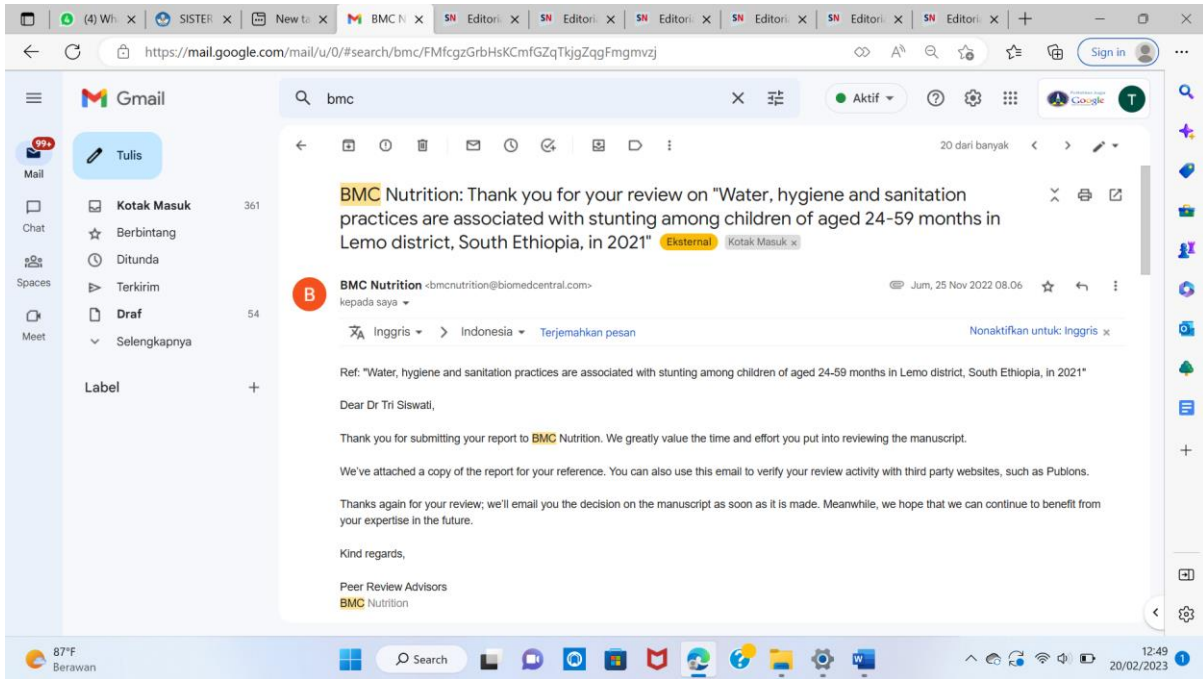 (4) Wh
SISTER
New ta
BMC N
SN Editori
SN Editori
SN Editori
SN Editori
SN Editori
SN Editori
https://mail.google.com/mail/u/0/#search/bmc/FMfcgzGrbHsKCmfGZqTkjgZqgFmgmvzj
Sign in
Gmail
bmc
Aktif
Google
T
99+
Mail
Chat
Spaces
Meet
Tulis
Kotak Masuk 361
Berbintang
Ditunda
Terkirim
Draf 54
Selengkapnya
Label
20 dari banyak
BMC Nutrition: Thank you for your review on "Water, hygiene and sanitation
practices are associated with stunting among children of aged 24-59 months in
Lemo district, South Ethiopia, in 2021" Eksternal Kotak Masuk x
B
BMC Nutrition <bmcnutrition@biomedcentral.com>
Jum, 25 Nov 2022 08.06
kepada saya
Inggris > Indonesia Terjemahkan pesan
Nonaktifkan untuk: Inggris x
Ref: "Water, hygiene and sanitation practices are associated with stunting among children of aged 24-59 months in Lemo district, South Ethiopia, in 2021"
Dear Dr Tri Siswati,
Thank you for submitting your report to BMC Nutrition. We greatly value the time and effort you put into reviewing the manuscript.
We've attached a copy of the report for your reference. You can also use this email to verify your review activity with third party websites, such as Publons.
Thanks again for your review; we'll email you the decision on the manuscript as soon as it is made. Meanwhile, we hope that we can continue to benefit from
your expertise in the future.
Kind regards,
Peer Review Advisors
BMC Nutrition
87°F
Berawan
Search
12:49
20/02/2023
1